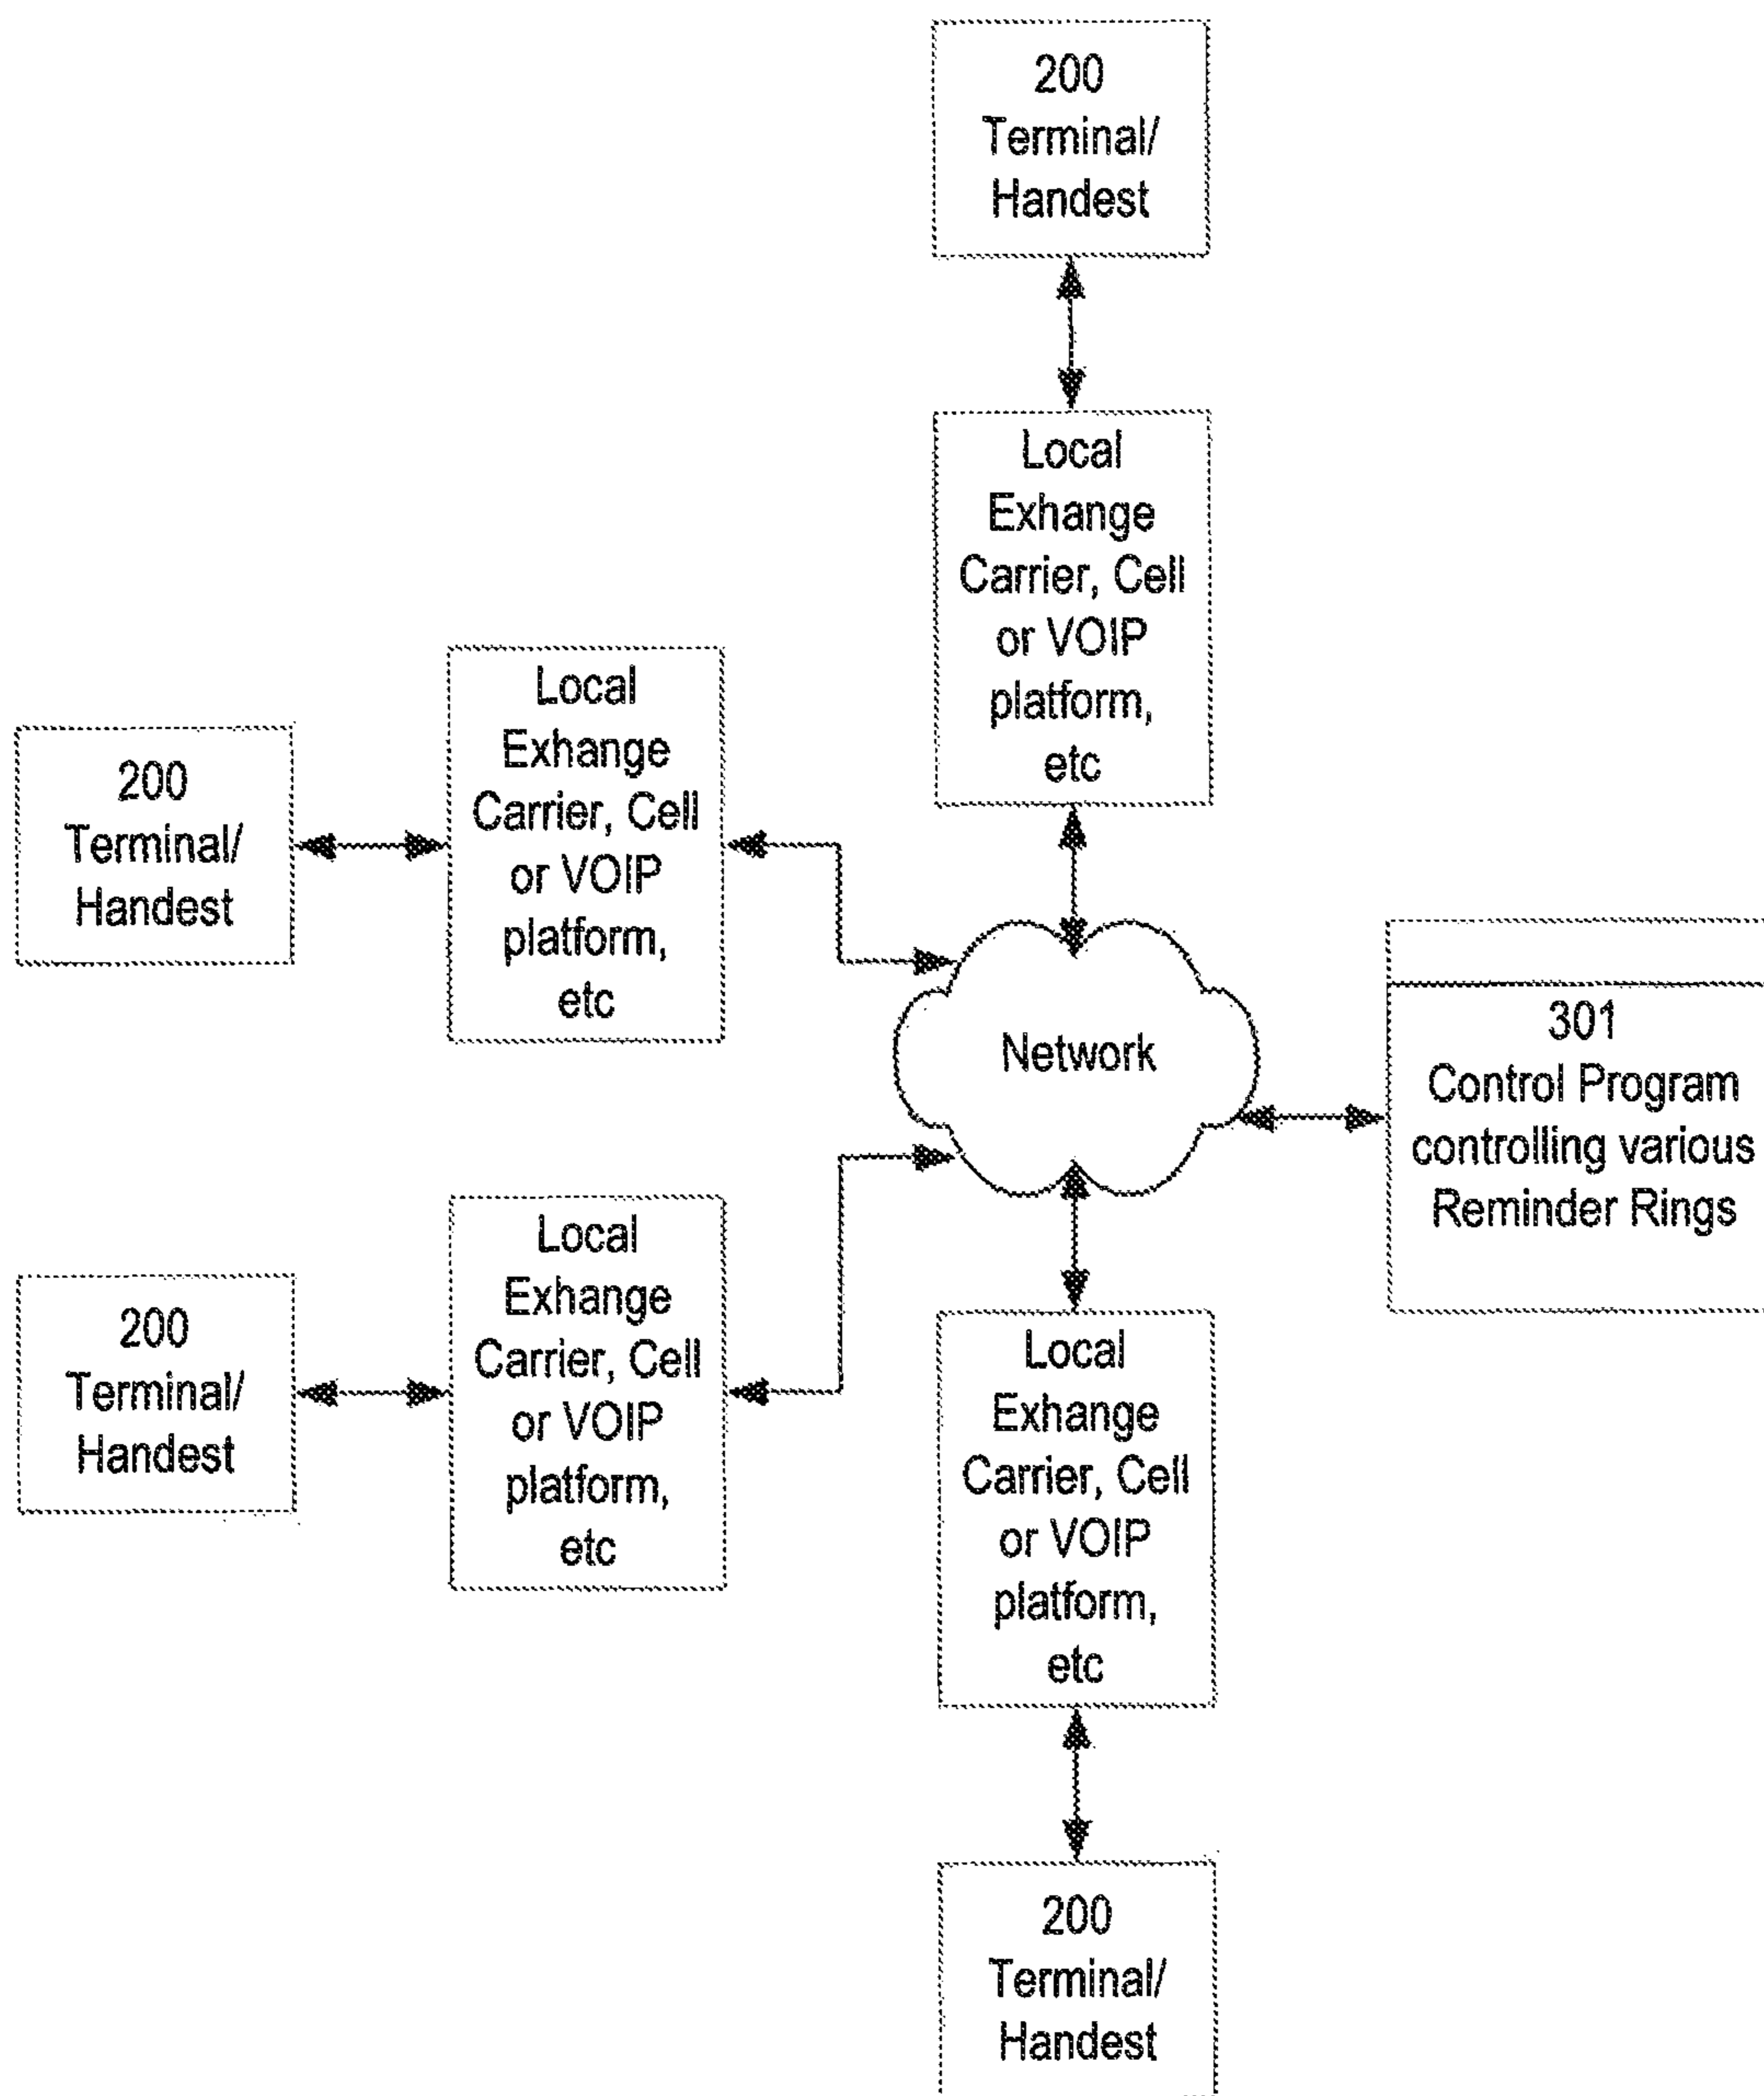 200
Terminal/
Handest
Local
Exhange
Carrier, Cell
or VOIP
platform,
etc
Local
Exhange
Carrier, Cell
or VOIP
platform,
etc
200
Terminal/
Handest
Network
301
Control Program
controlling various
Reminder Rings
Local
Exhange
Carrier, Cell
or VOIP
platform,
etc
200
Terminal/
Handest
Local
Exhange
Carrier, Cell
or VOIP
platform,
etc
200
Terminal/
Handest